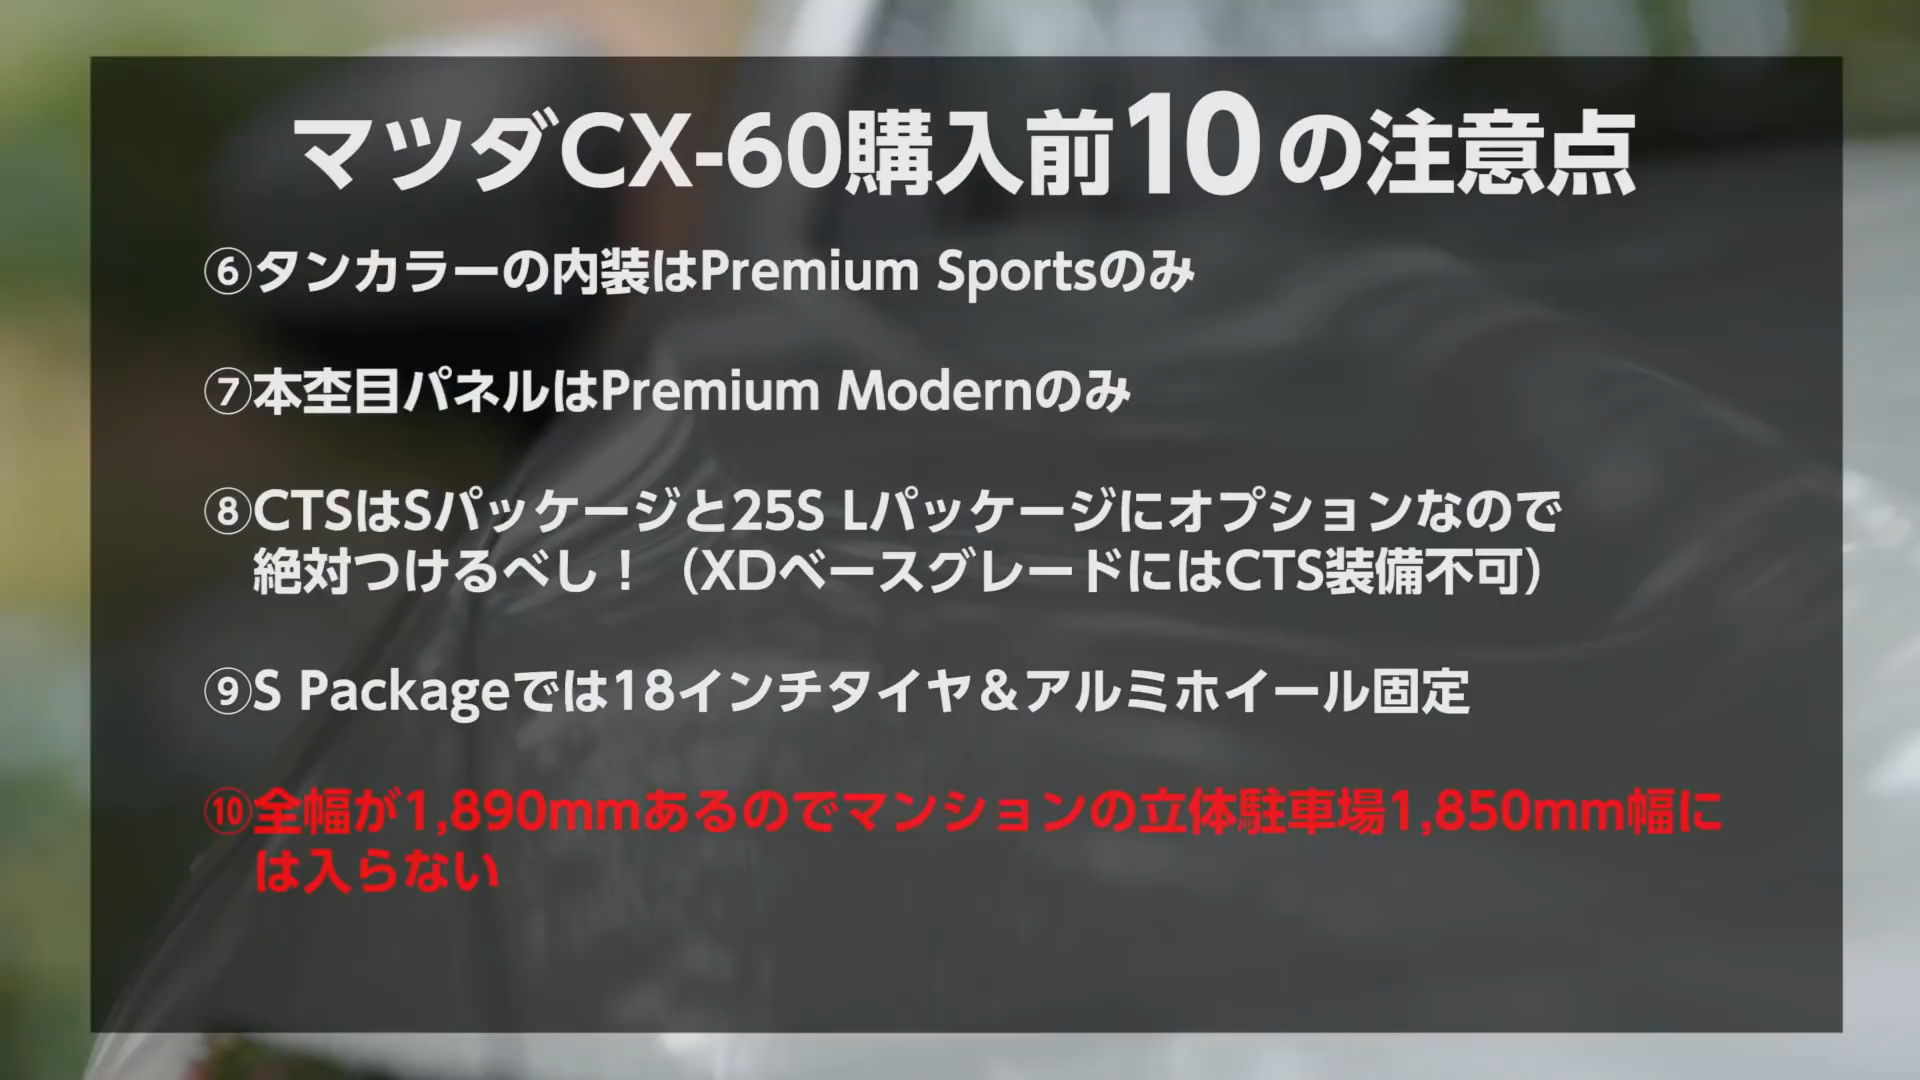 マツダCX-60購入前10の注意点
⑥タンカラーの内装はPremium Sportsのみ
⑦本杢目パネルはPremium Modernのみ
⑧CTSはSパッケージと25S Lパッケージにオプションなので
絶対つけるべし！（XDベースグレードにはCTS装備不可）
⑨S Packageでは18インチタイヤ＆アルミホイール固定
⑩全幅が1,890mmあるのでマンションの立体駐車場1,850mm幅に
は入らない